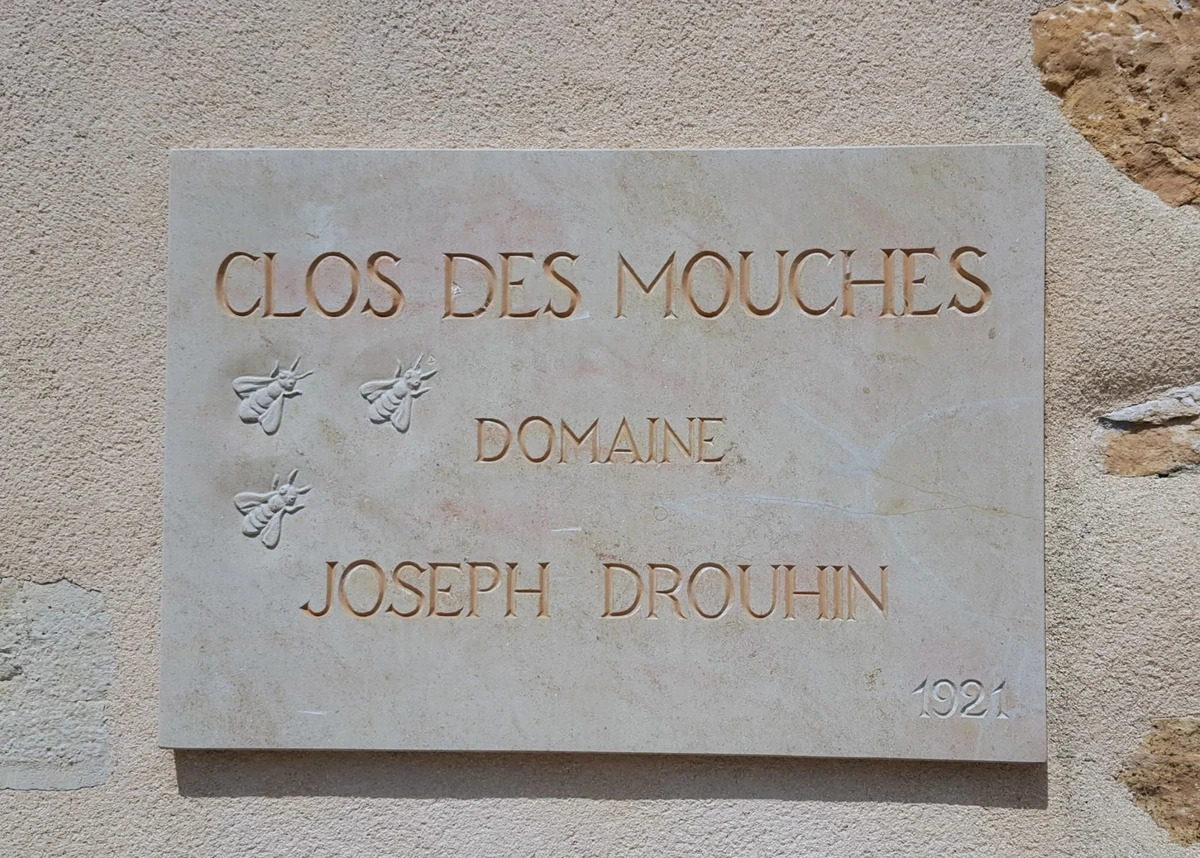 CLOS DES MOUCHES
DOMAINE
JOSEPH DROUHIN
1921